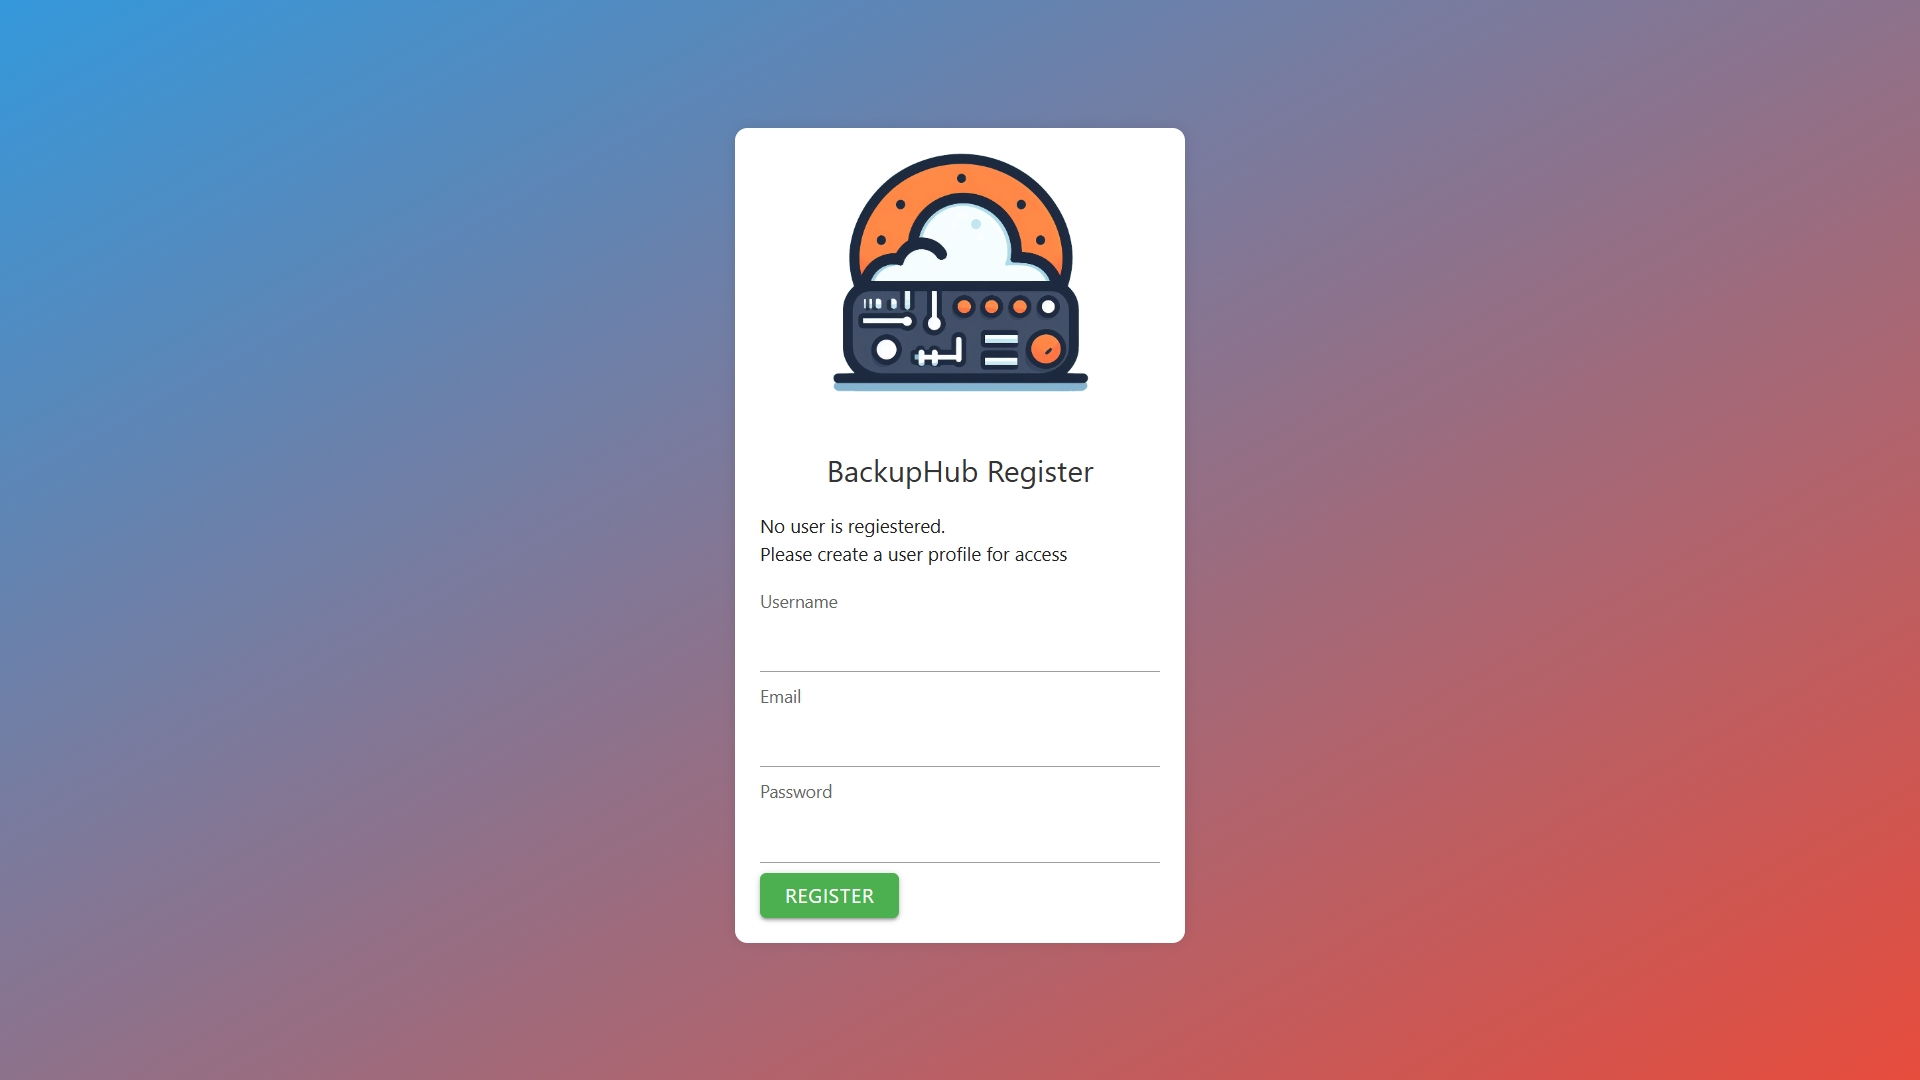 BackupHub Register
No user is regiestered.
Please create a user profile for access
Username
Email
Password
REGISTER